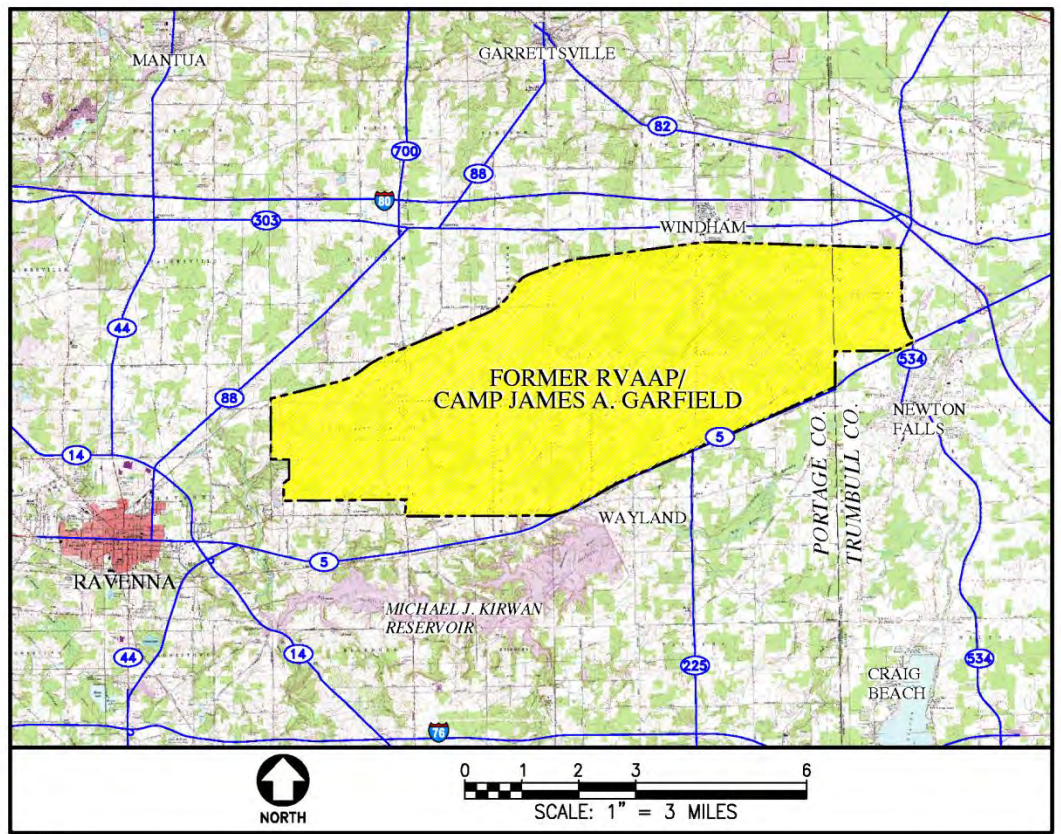 MANTUA
GARRETTSVILLE
82
700
88
80
303
WINDHAM
44
FORMER RVAAP/
CAMP JAMES A. GARFIELD
534
88
NEWTON
FALLS
5
14
PORTAGE CO.
TRUMBULL CO.
WAYLAND
5
RAVENNA
MICHAEL J. KIRWAN
RESERVOIR
14
44
225
534
CRAIG
BEACH
76
NORTH
0 1 2 3 6
SCALE: 1" = 3 MILES